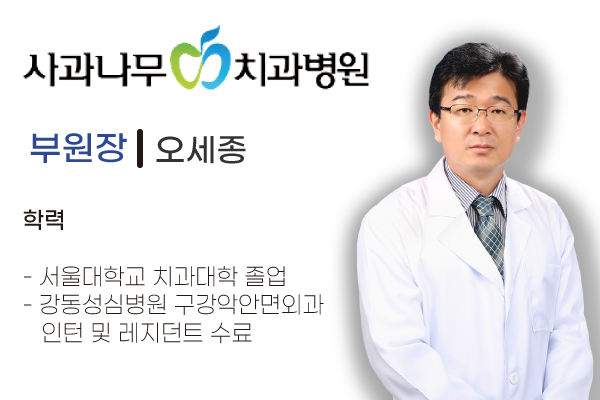 사과나무 치과병원
부원장 | 오세종
학력
- 서울대학교 치과대학 졸업
- 강동성심병원 구강악안면외과
인턴 및 레지던트 수료